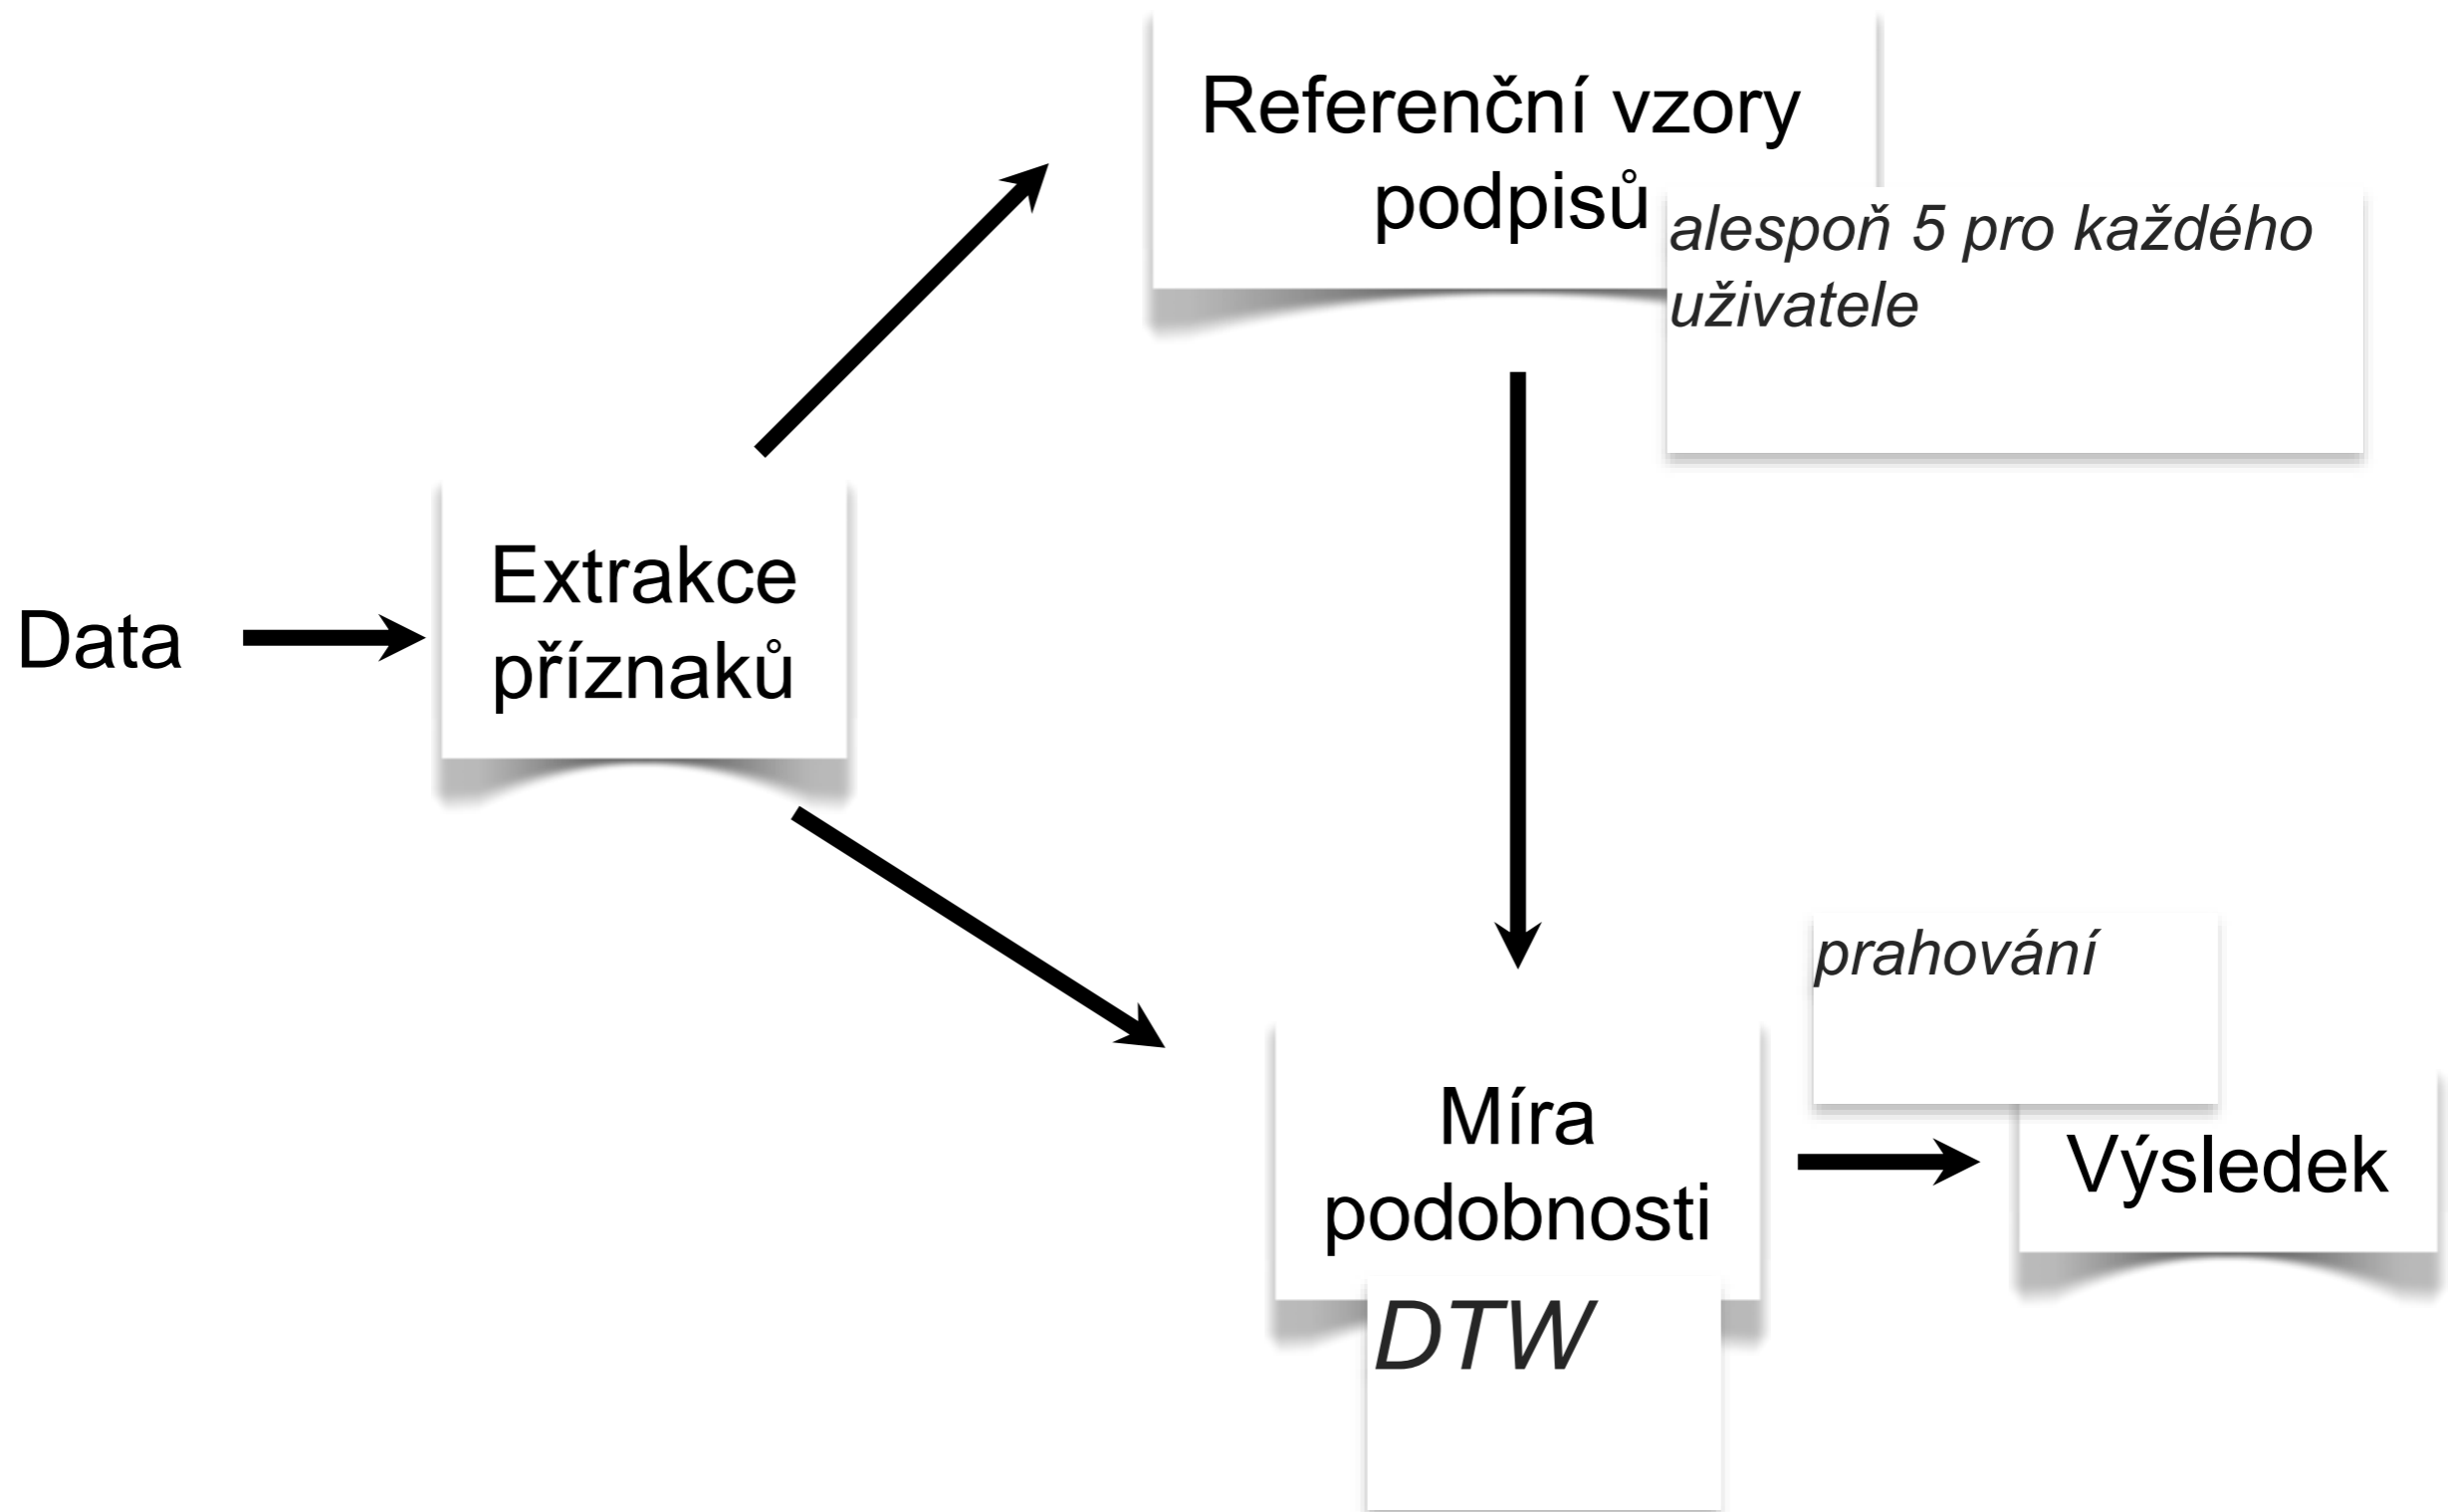 Referenční vzory
podpisů
alespoň 5 pro každého
uživatele
Extrakce
příznaků
Data
prahování
Míra
podobnosti
Výsledek
DTW